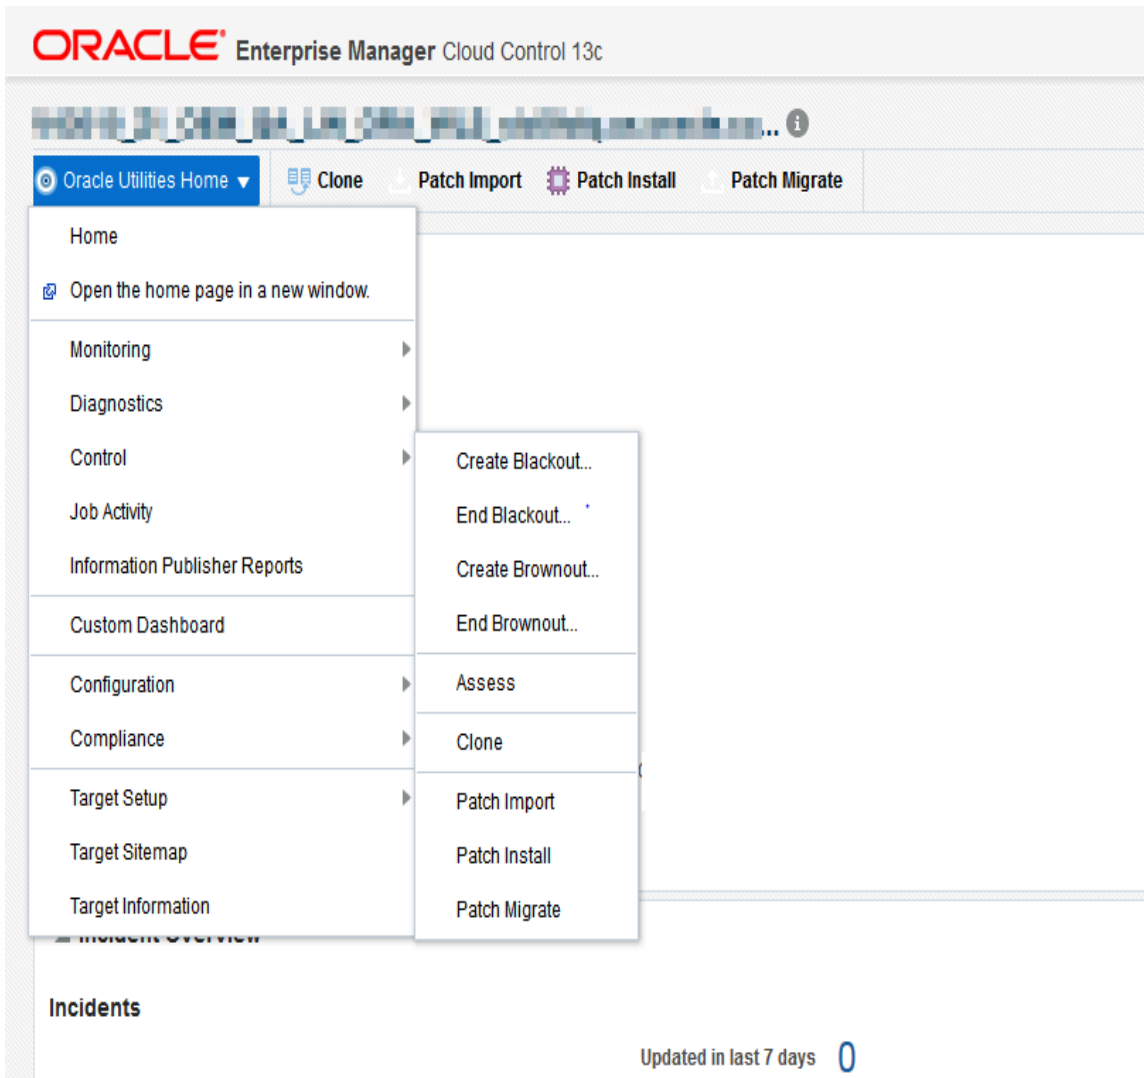 ORACLE Enterprise Manager Cloud Control 13c
...
Oracle Utilities Home Clone Patch Import Patch Install Patch Migrate
Home
Open the home page in a new window.
Monitoring
Diagnostics
Control
Job Activity
Information Publisher Reports
Custom Dashboard
Configuration
Compliance
Target Setup
Target Sitemap
Target Information
Create Blackout...
End Blackout...
Create Brownout...
End Brownout...
Assess
Clone
Patch Import
Patch Install
Patch Migrate
Incident Overview
Incidents
Updated in last 7 days 0